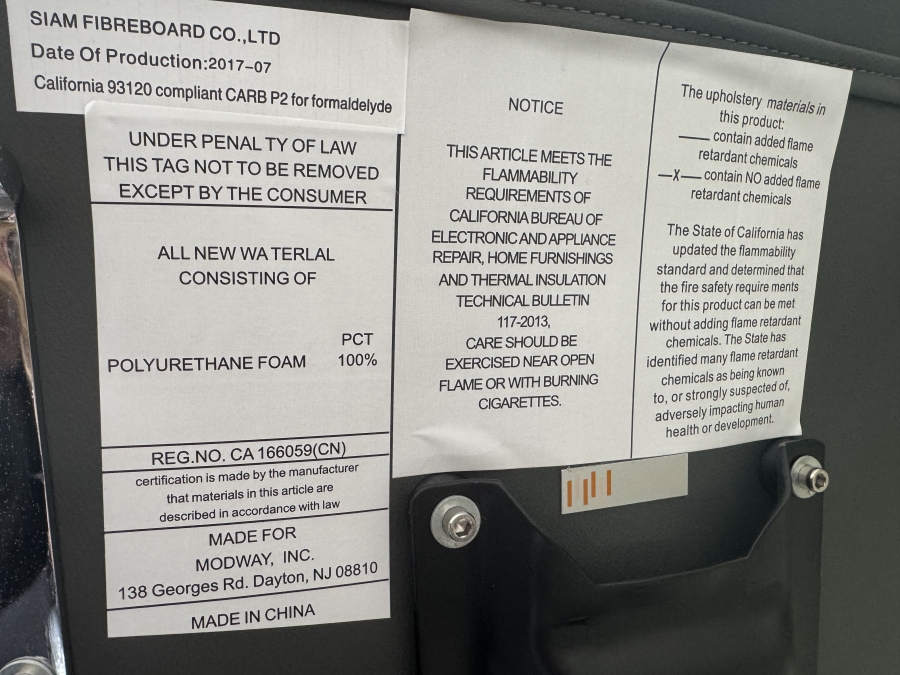 SIAM FIBREBOARD CO.,LTD
Date Of Production:2017-07
California 93120 compliant CARB P2 for formaldelyde
UNDER PENAL TY OF LAW
THIS TAG NOT TO BE REMOVED
EXCEPT BY THE CONSUMER
ALL NEW WA TERLAL
CONSISTING OF
PCT
POLYURETHANE FOAM 100%
REG.NO. CA 166059(CN)
certification is made by the manufacturer
that materials in this article are
described in accordance with law
MADE FOR
MODWAY, INC.
138 Georges Rd. Dayton, NJ 08810
MADE IN CHINA
NOTICE
THIS ARTICLE MEETS THE
FLAMMABILITY
REQUIREMENTS OF
CALIFORNIA BUREAU OF
ELECTRONIC AND APPLIANCE
REPAIR, HOME FURNISHINGS
AND THERMAL INSULATION
TECHNICAL BULLETIN
117-2013,
CARE SHOULD BE
EXERCISED NEAR OPEN
FLAME OR WITH BURNING
CIGARETTES.
The upholstery materials in
this product:
____ contain added flame
retardant chemicals
—X— contain NO added flame
retardant chemicals
The State of California has
updated the flammability
standard and determined that
the fire safety require ments
for this product can be met
without adding flame retardant
chemicals. The State has
identified many flame retardant
chemicals as being known
to, or strongly suspected of,
adversely impacting human
health or development.